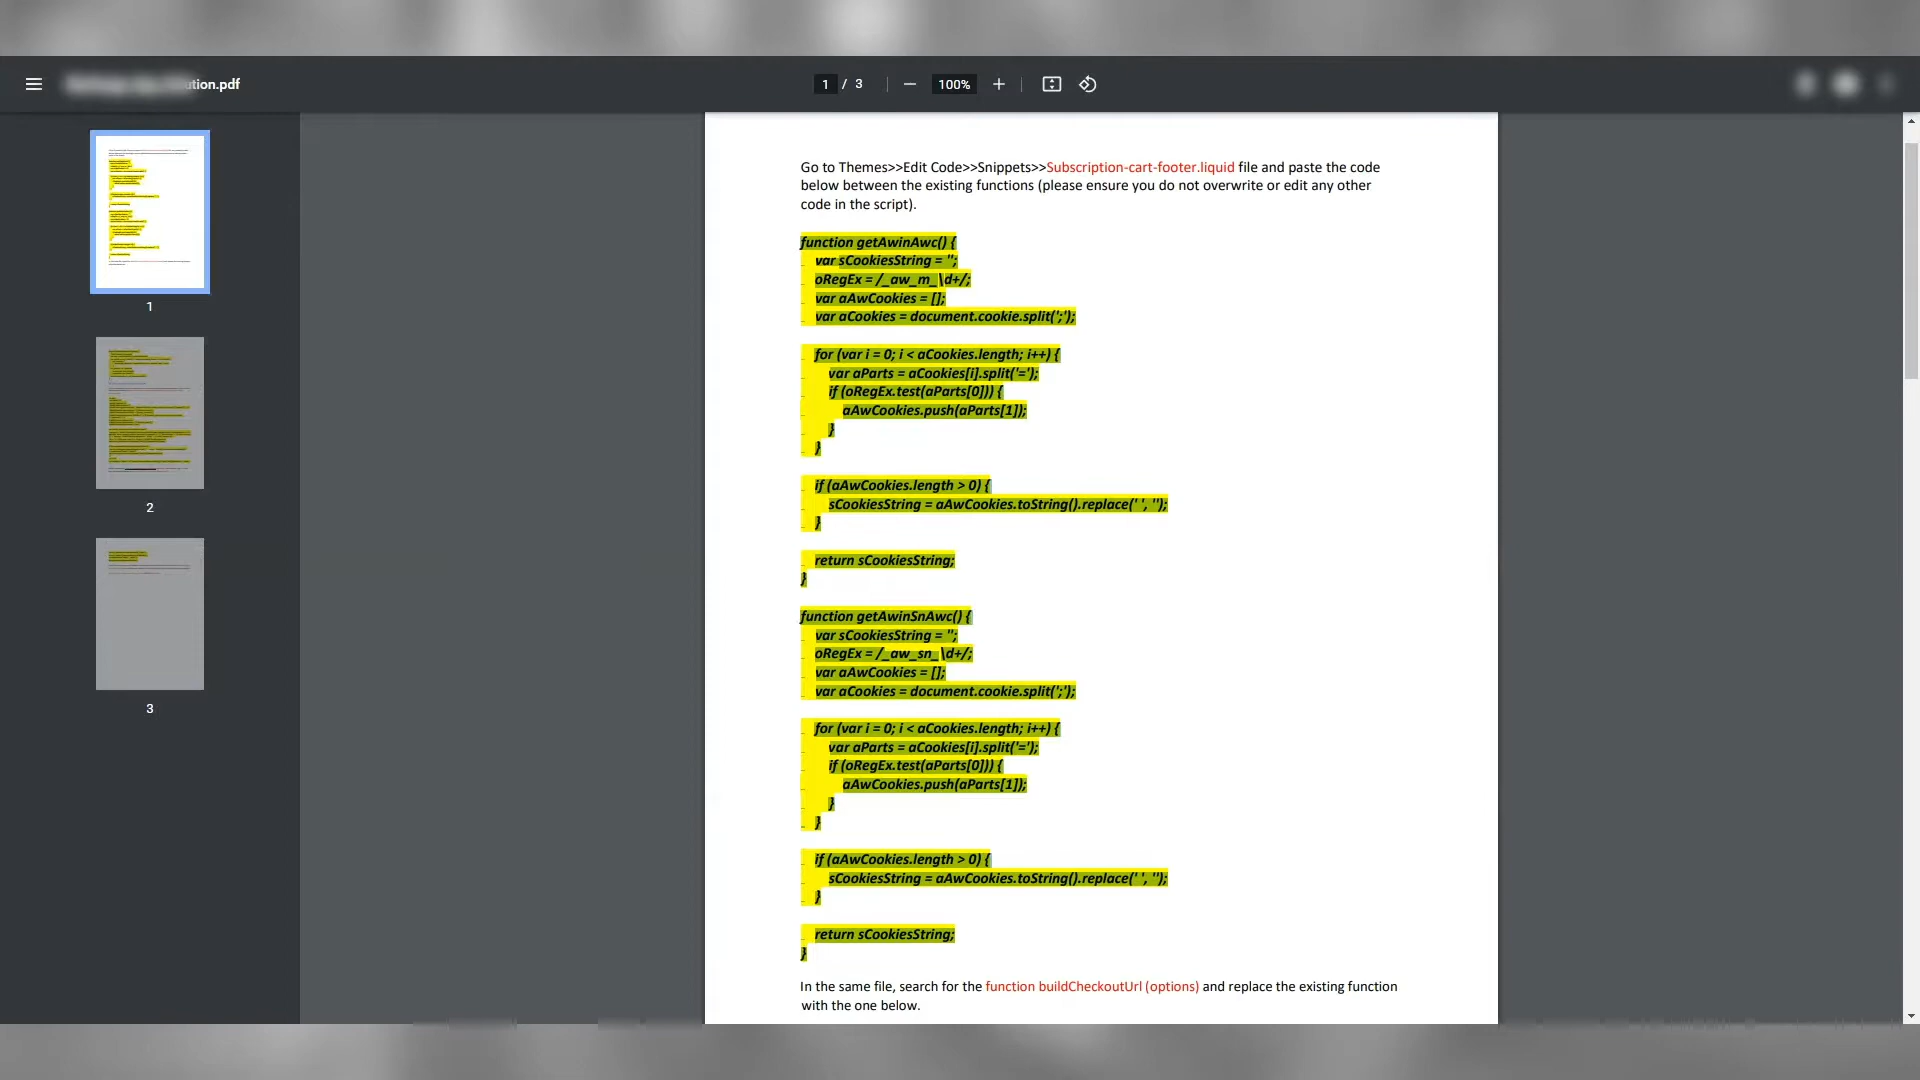 ution.pdf
1 / 3
100%
1
2
3
Go to Themes>>Edit Code>>Snippets>>Subscription-cart-footer.liquid file and paste the code
below between the existing functions (please ensure you do not overwrite or edit any other
code in the script).
function getAwinAwc() {
var sCookiesString = '';
oRegEx = /_aw_m_\d+/;
var aAwCookies = [];
var aCookies = document.cookie.split(';');
for (var i = 0; i < aCookies.length; i++) {
var aParts = aCookies[i].split('=');
if (oRegEx.test(aParts[0])) {
aAwCookies.push(aParts[1]);
}
}
if (aAwCookies.length > 0) {
sCookiesString = aAwCookies.toString().replace(' ', '');
}
return sCookiesString;
}
function getAwinSnAwc() {
var sCookiesString = '';
oRegEx = /_aw_sn_\d+/;
var aAwCookies = [];
var aCookies = document.cookie.split(';');
for (var i = 0; i < aCookies.length; i++) {
var aParts = aCookies[i].split('=');
if (oRegEx.test(aParts[0])) {
aAwCookies.push(aParts[1]);
}
}
if (aAwCookies.length > 0) {
sCookiesString = aAwCookies.toString().replace(' ', '');
}
return sCookiesString;
}
In the same file, search for the function buildCheckoutUrl (options) and replace the existing function
with the one below.